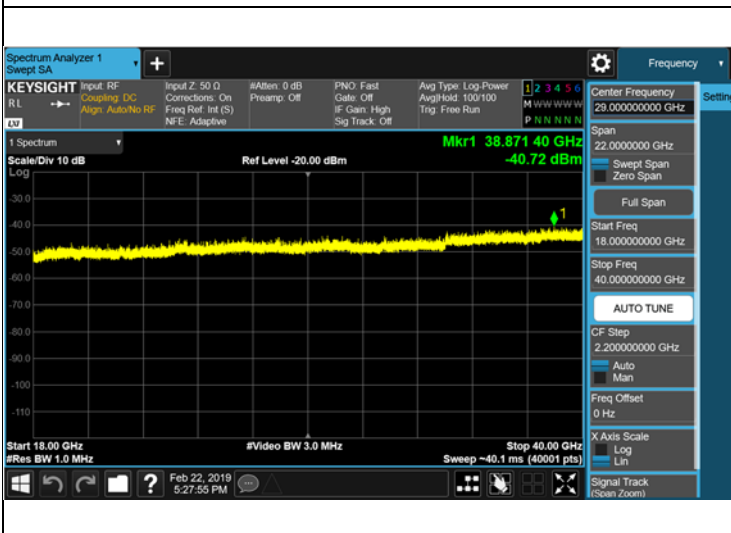 Spectrum Analyzer 1
Swept SA
Frequency
KEYSIGHT
RL
LXI
Input: RF
Coupling: DC
Align: Auto/No RF
Input Z: 50 Ω
Corrections: On
Freq Ref: Int (S)
NFE: Adaptive
#Atten: 0 dB
Preamp: Off
PNO: Fast
Gate: Off
IF Gain: High
Sig Track: Off
Avg Type: Log-Power
Avg|Hold: 100/100
Trig: Free Run
1 2 3 4 5 6
M W W W W W
P N N N N N
Settings
1 Spectrum
Mkr1 38.871 40 GHz
Scale/Div 10 dB
Ref Level -20.00 dBm
-40.72 dBm
Log
1
-30.0
-40.0
-50.0
-60.0
-70.0
-80.0
-90.0
-100
-110
Start 18.00 GHz
#Video BW 3.0 MHz
Stop 40.00 GHz
#Res BW 1.0 MHz
Sweep ~40.1 ms (40001 pts)
Center Frequency
29.000000000 GHz
Span
22.0000000 GHz
Swept Span
Zero Span
Full Span
Start Freq
18.000000000 GHz
Stop Freq
40.000000000 GHz
AUTO TUNE
CF Step
2.200000000 GHz
Auto
Man
Freq Offset
0 Hz
X Axis Scale
Log
Lin
Signal Track
(Span Zoom)
?
Feb 22, 2019
5:27:55 PM